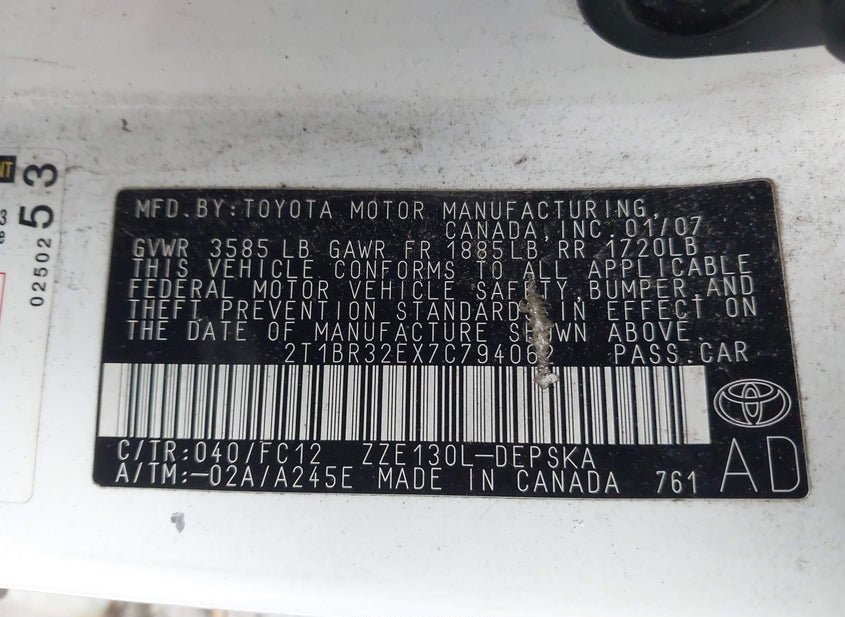 NT
3
e
02502
53
MFD.BY:TOYOTA MOTOR MANUFACTURING,
CANADA,INC.01/07
GVWR 3585LB GAWR FR 1885LB RR 1720LB
THIS VEHICLE CONFORMS TO ALL APPLICABLE
FEDERAL MOTOR VEHICLE SAFETY,BUMPER,AND
THEFT PREVENTION STANDARDS IN EFFECT ON
THE DATE OF MANUFACTURE SHOWN ABOVE
2T1BR32EX7C794062 PASS.CAR
C/TR:040/FC12 ZZE130L-DEPSKA
A/TM:-02A/A245E MADE IN CANADA 761 AD